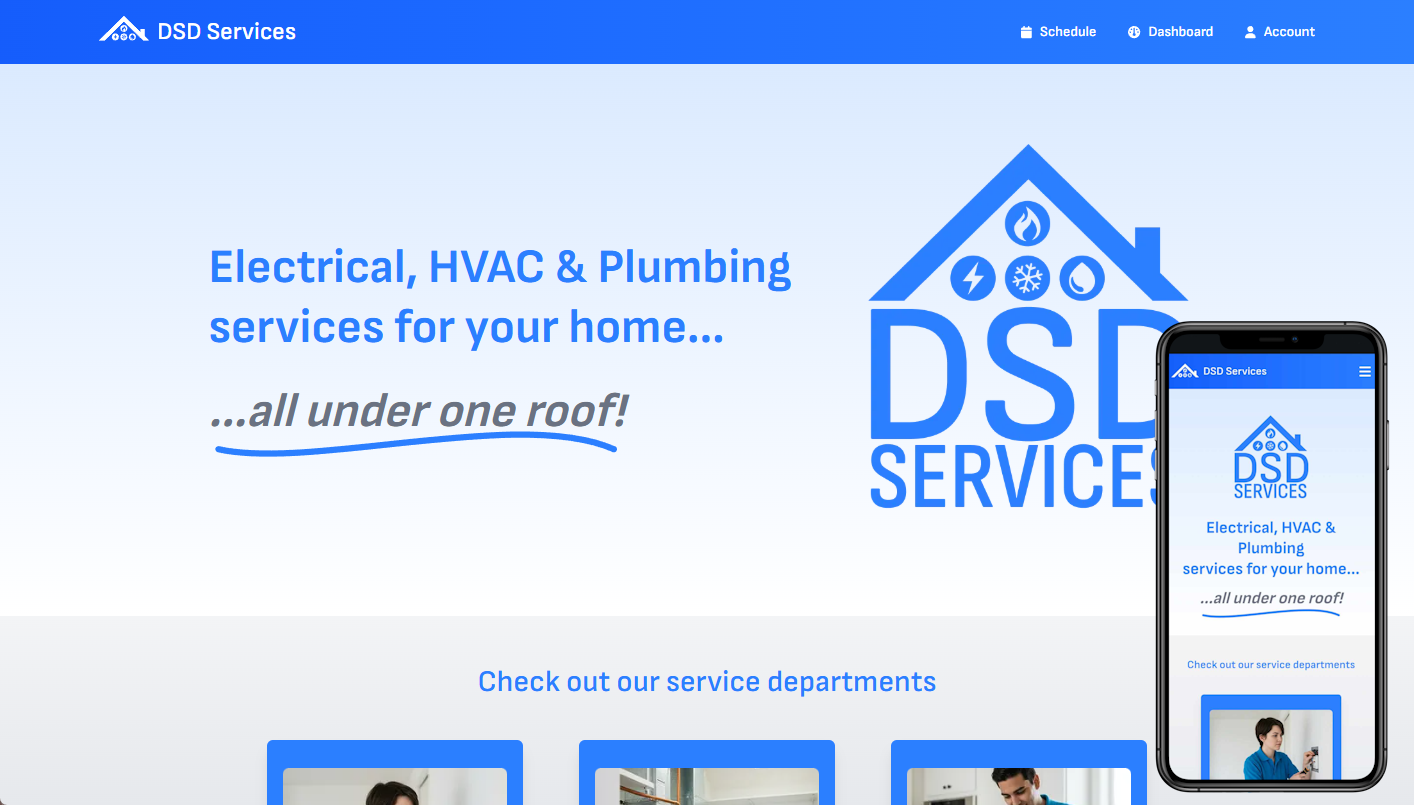 DSD Services
Schedule
Dashboard
Account
Electrical, HVAC & Plumbing
services for your home...
...all under one roof!
DSD
SERVICES
Check out our service departments
DSD Services
DSD
SERVICES
Electrical, HVAC &
Plumbing
services for your home...
...all under one roof!
Check out our service departments